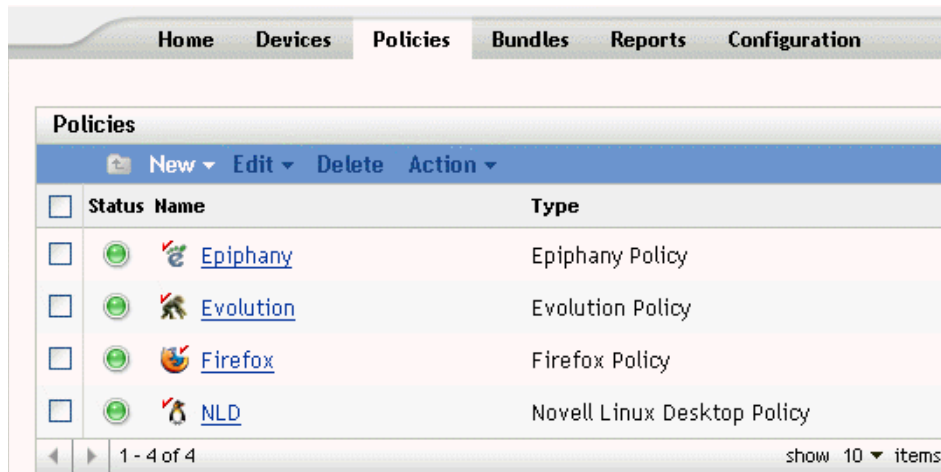 Home Devices Policies Bundles Reports Configuration
Policies
New Edit Delete Action
Status Name Type
Epiphany Epiphany Policy
Evolution Evolution Policy
Firefox Firefox Policy
NLD Novell Linux Desktop Policy
1 - 4 of 4 show 10 items